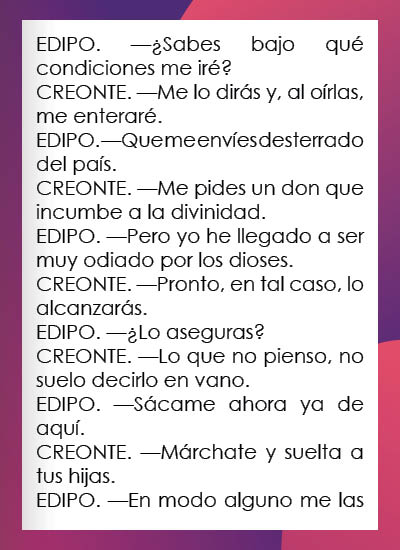 EDIPO. —¿Sabes bajo qué
condiciones me iré?
CREONTE. —Me lo dirás y, al oírlas,
me enteraré.
EDIPO.—Que me envíes desterrado
del país.
CREONTE. —Me pides un don que
incumbe a la divinidad.
EDIPO. —Pero yo he llegado a ser
muy odiado por los dioses.
CREONTE. —Pronto, en tal caso, lo
alcanzarás.
EDIPO. —¿Lo aseguras?
CREONTE. —Lo que no pienso, no
suelo decirlo en vano.
EDIPO. —Sácame ahora ya de
aquí.
CREONTE. —Márchate y suelta a
tus hijas.
EDIPO. —En modo alguno me las